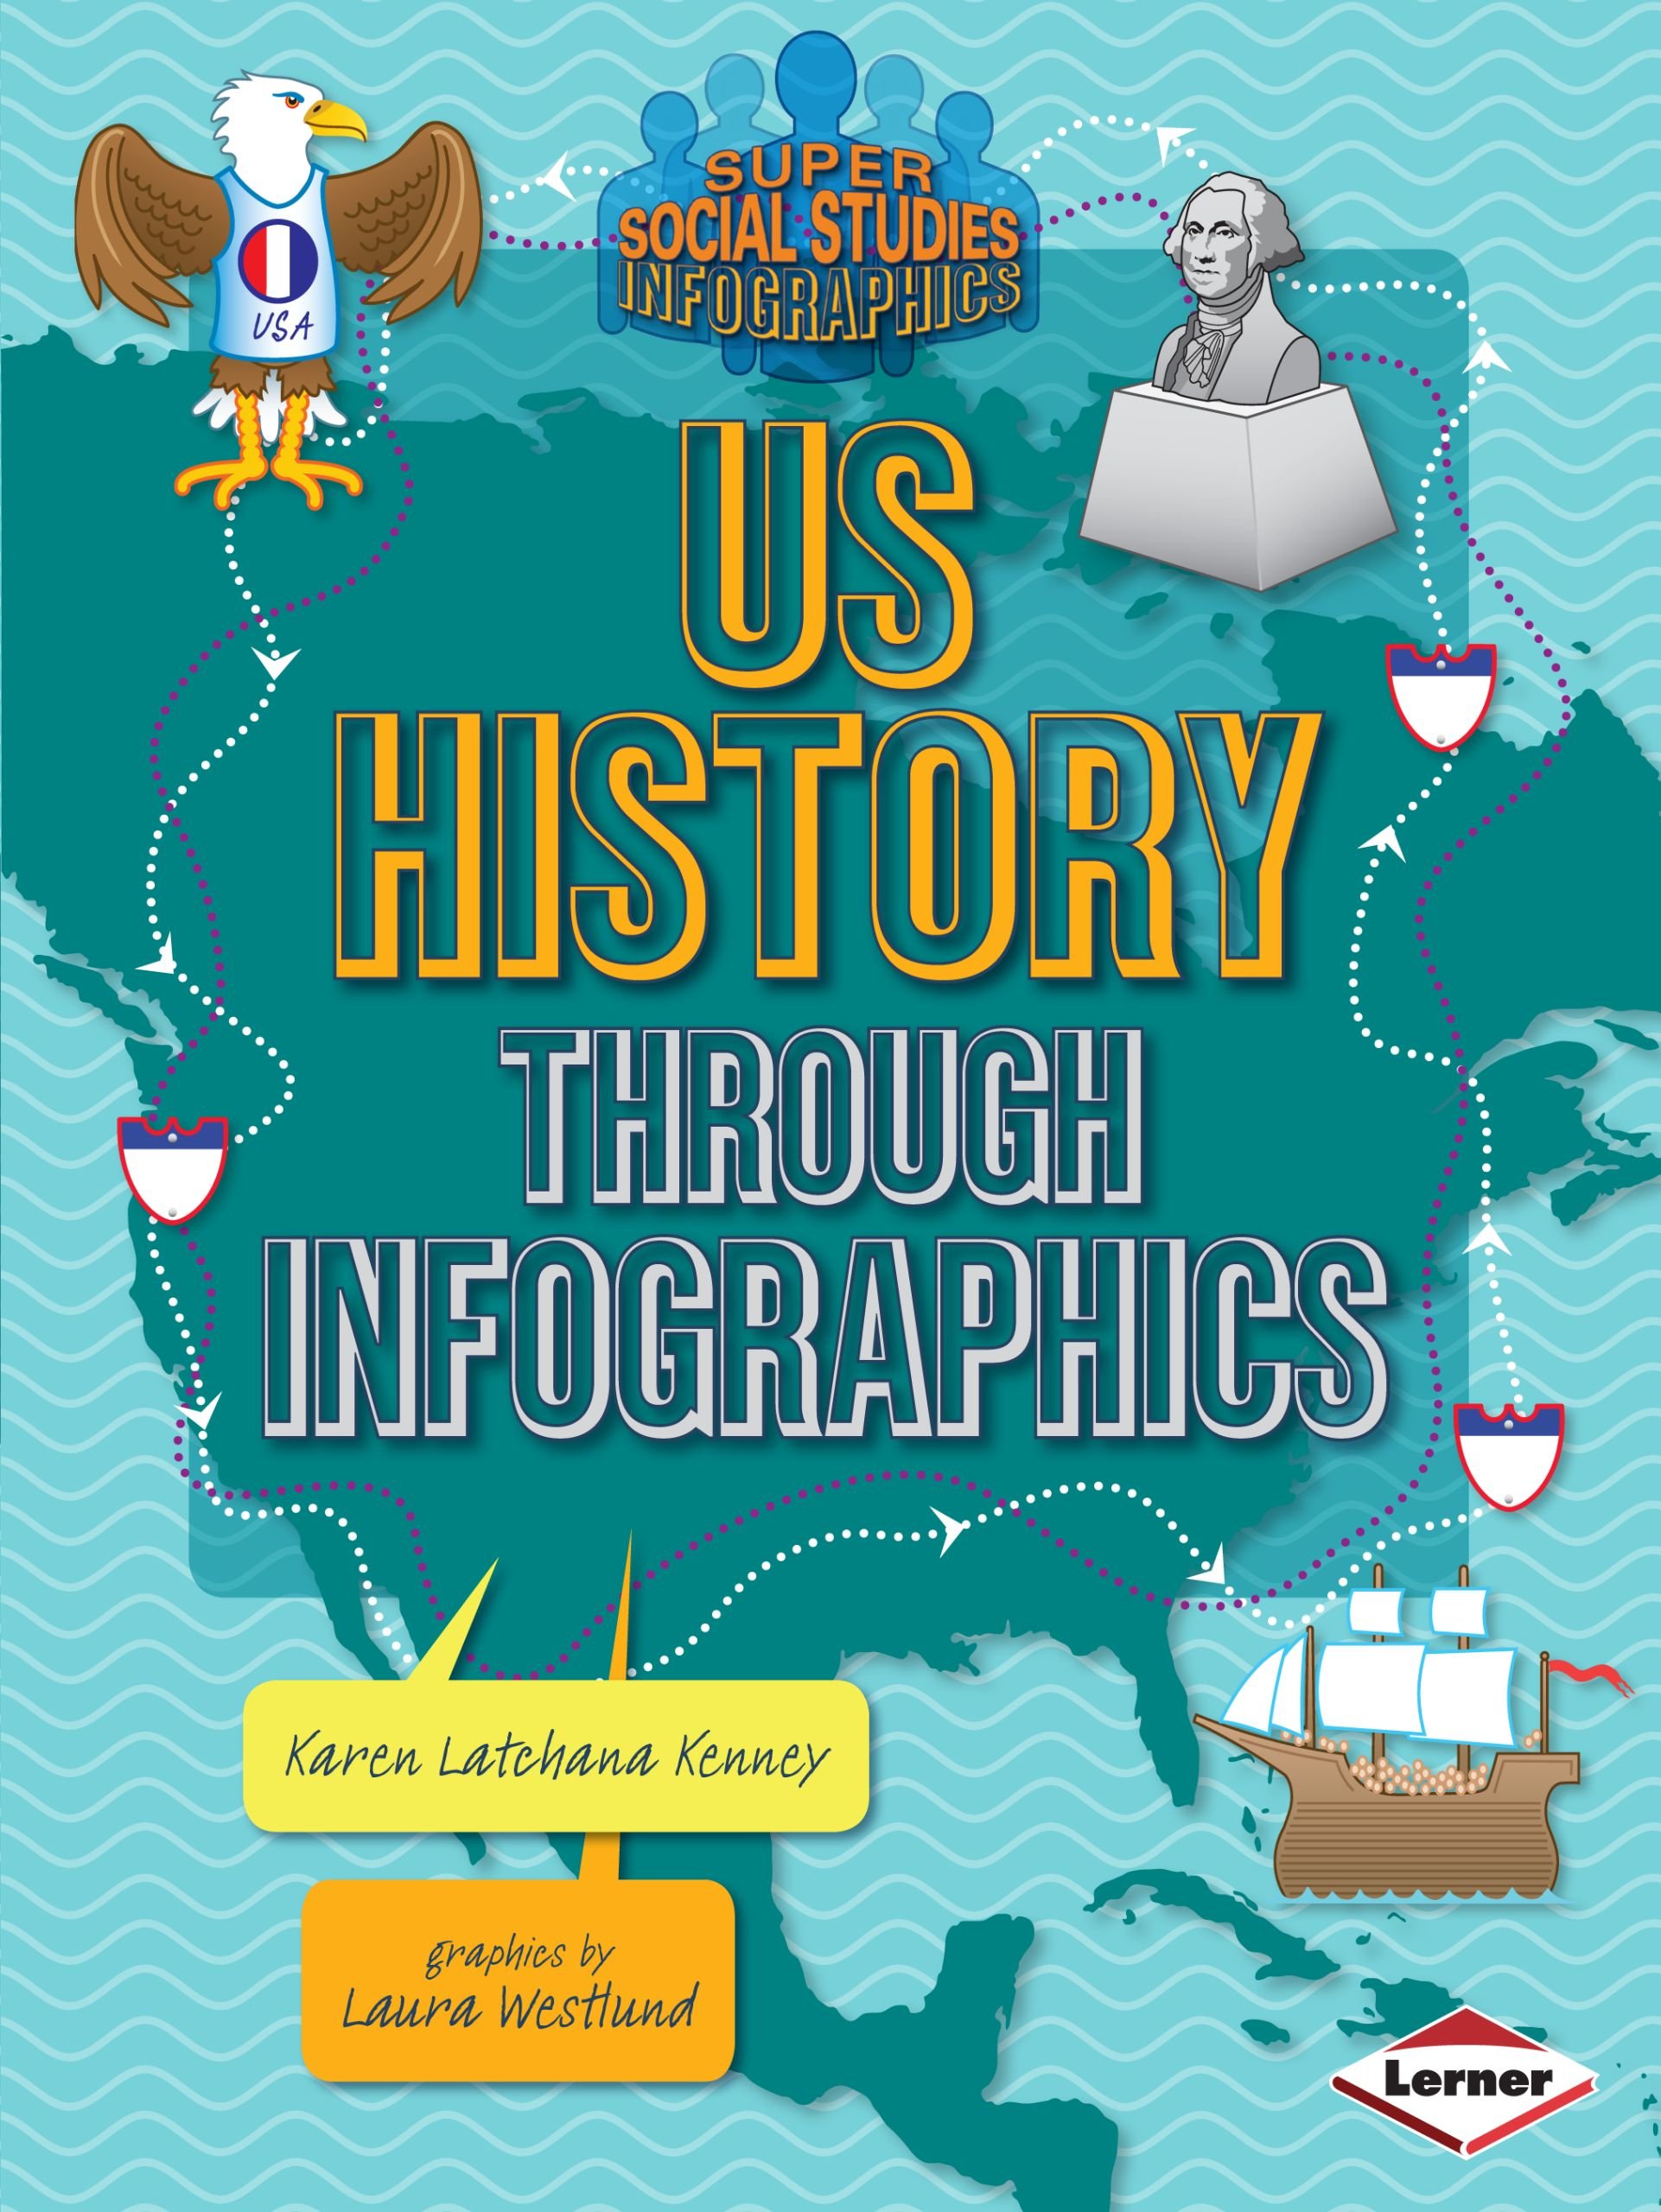 SUPER
SOCIAL STUDIES
INFOGRAPHICS
USA
US
HISTORY
THROUGH
INFOGRAPHICS
Karen Latchana Kenney
graphics by
Laura Westlund
Lerner